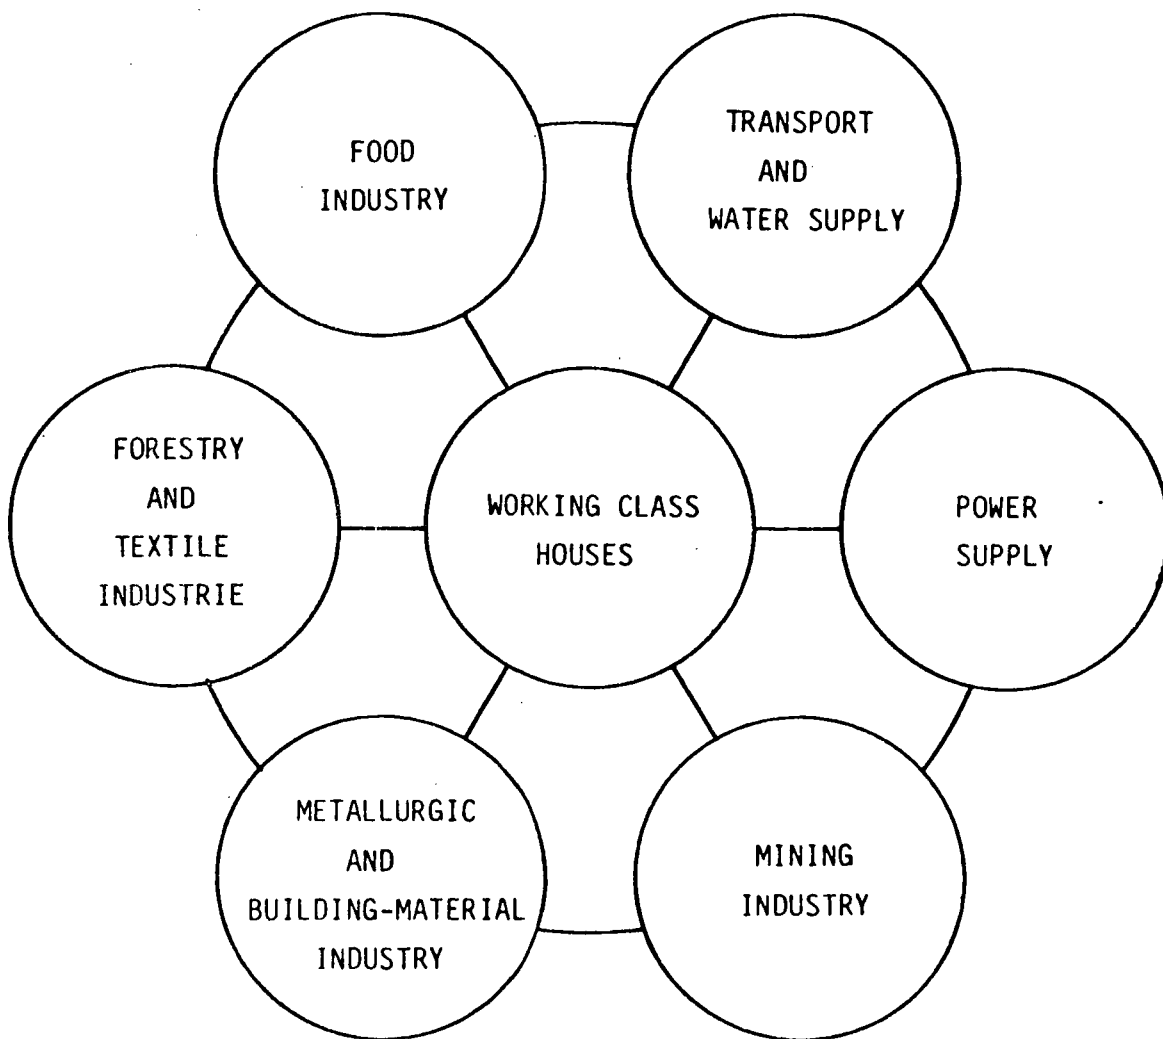 FOOD
INDUSTRY
TRANSPORT
AND
WATER SUPPLY
FORESTRY
AND
TEXTILE
INDUSTRIE
WORKING CLASS
HOUSES
POWER
SUPPLY
METALLURGIC
AND
BUILDING-MATERIAL
INDUSTRY
MINING
INDUSTRY